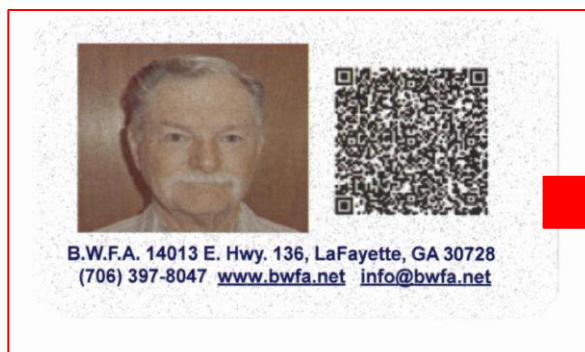 B.W.F.A. 14013 E. Hwy. 136, LaFayette, GA 30728
(706) 397-8047 www.bwfa.net info@bwfa.net